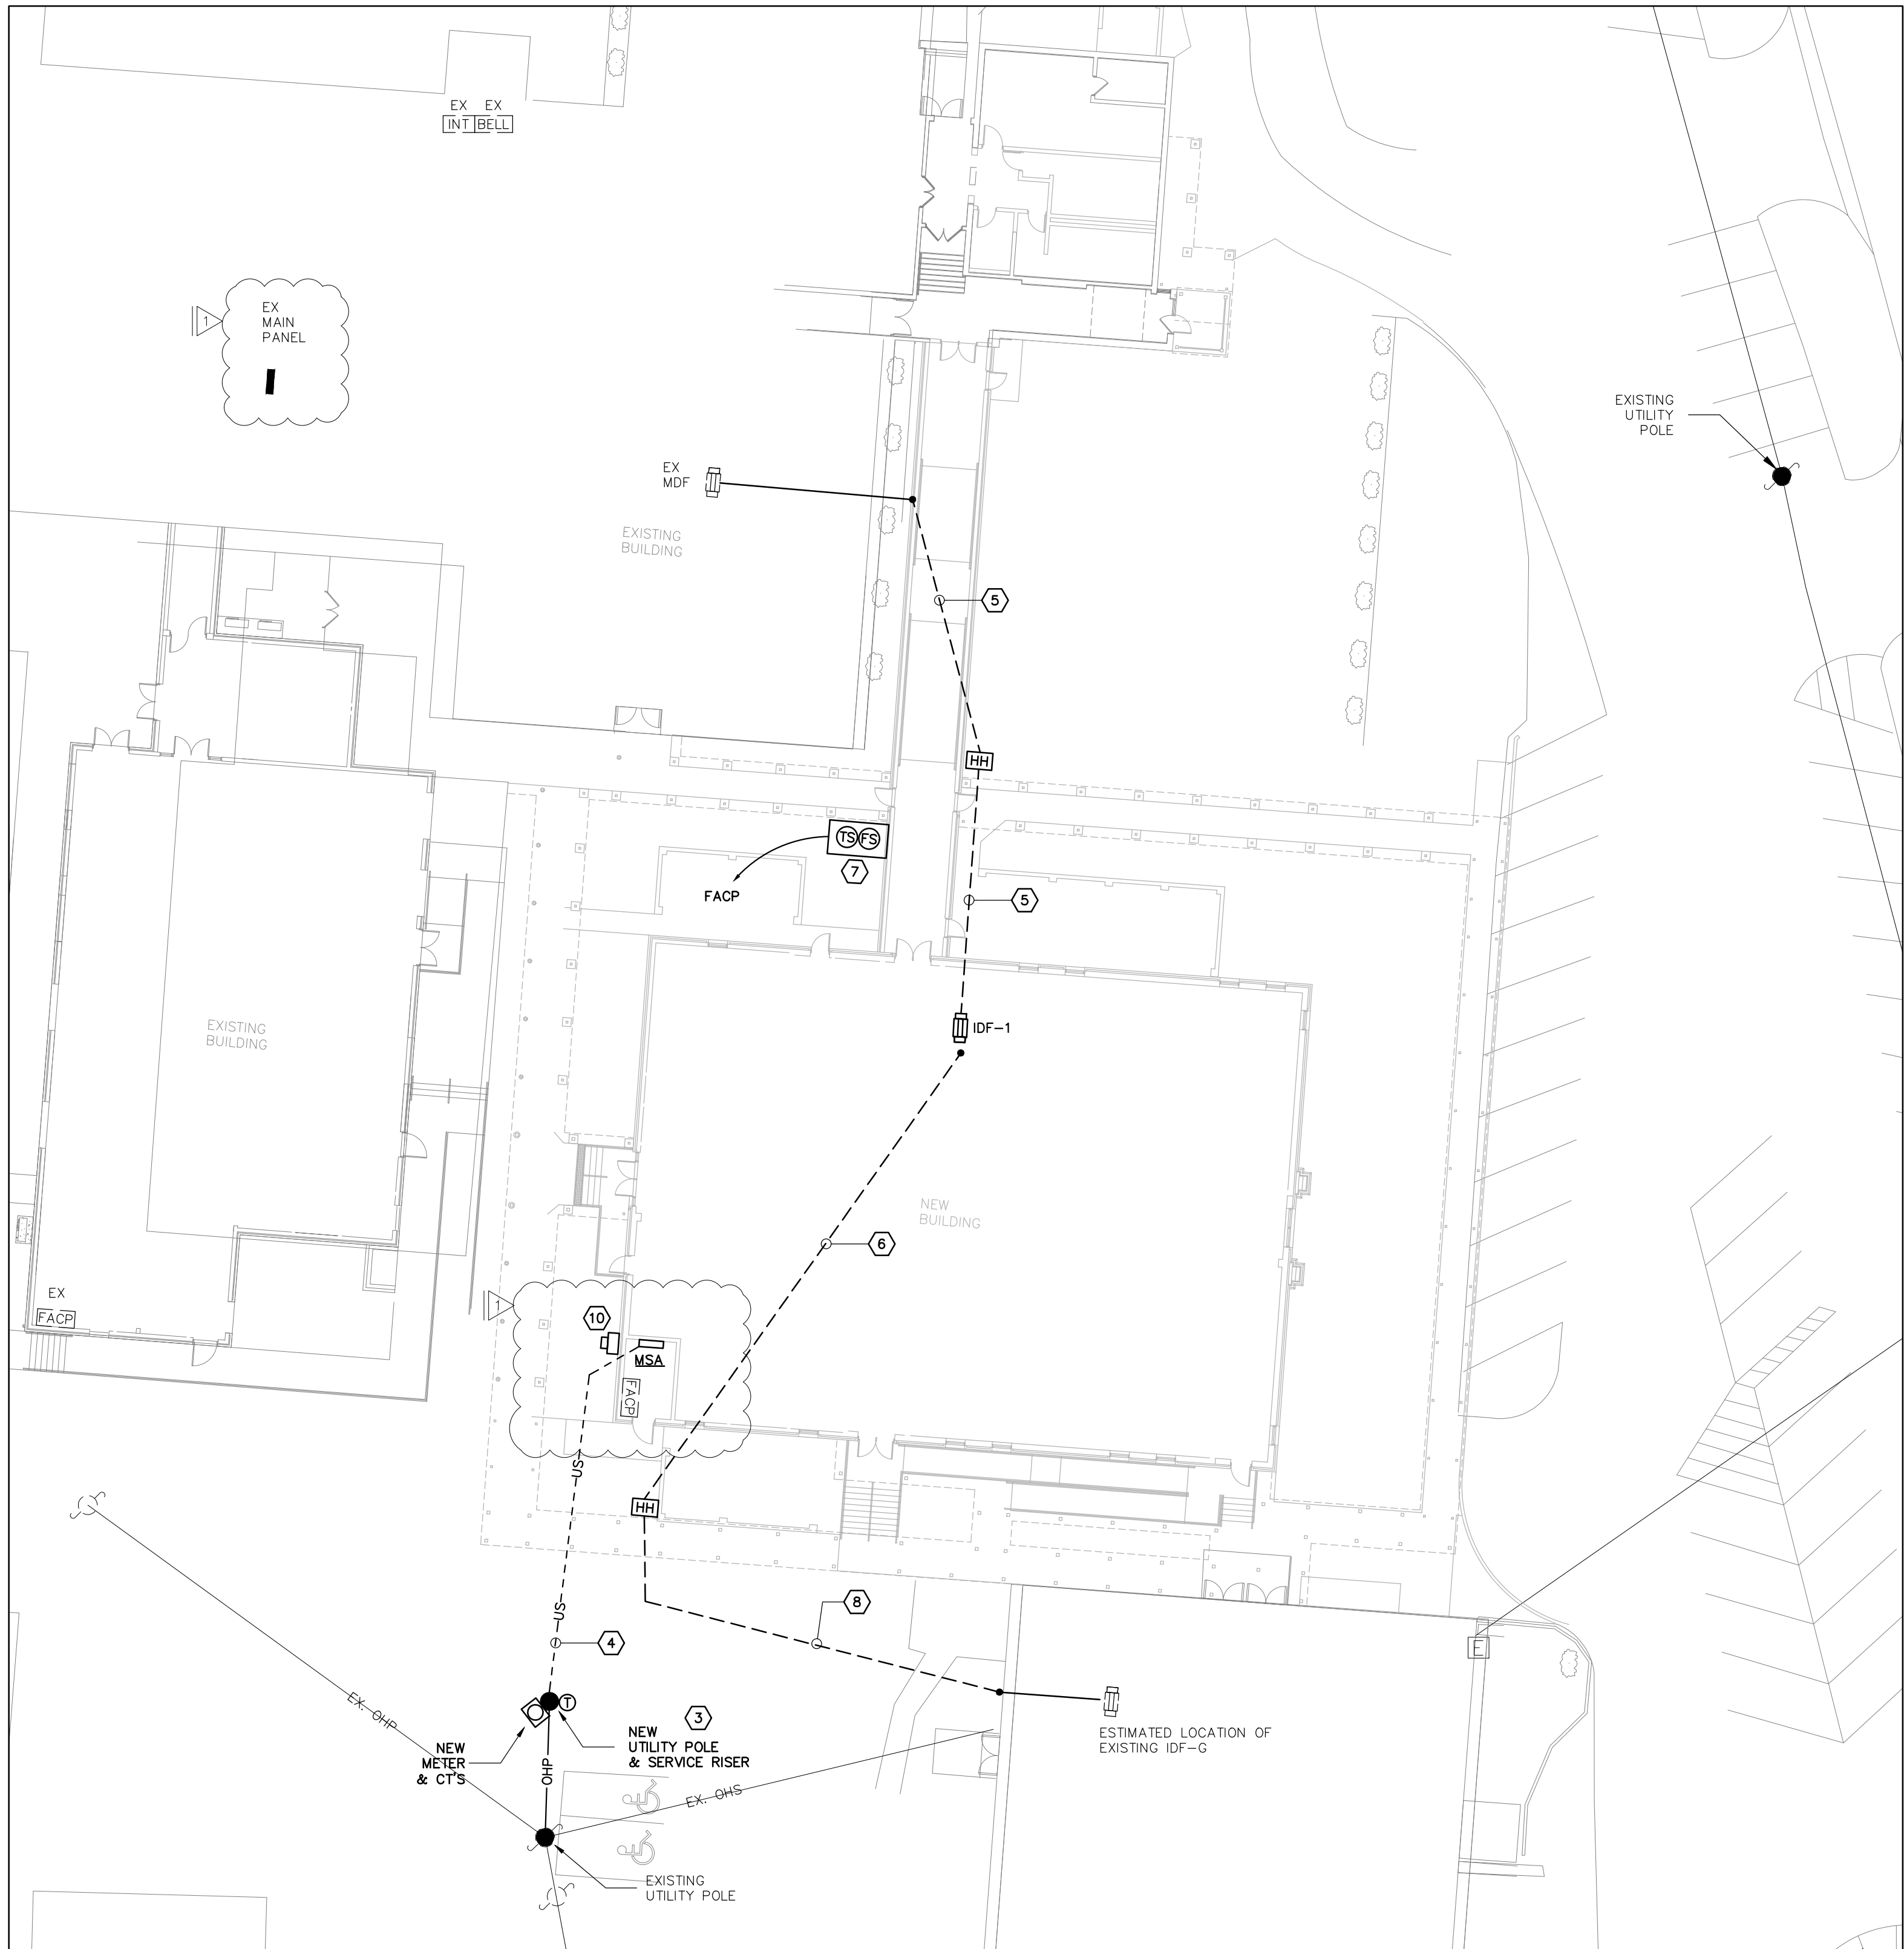 EX EX
INT BELL
1
EX
MAIN
PANEL
EXISTING
UTILITY
POLE
EX
MDF
EXISTING
BUILDING
5
HH
TS FS
7
FACP
5
EXISTING
BUILDING
IDF-1
NEW
BUILDING
6
EX
FACP
1
10
MSA
FACP
US
HH
US
8
4
E
T
3
NEW
UTILITY POLE
& SERVICE RISER
NEW
METER
& CT'S
EX. OHP
OHP
EX. OHS
ESTIMATED LOCATION OF
EXISTING IDF-G
EXISTING
UTILITY POLE